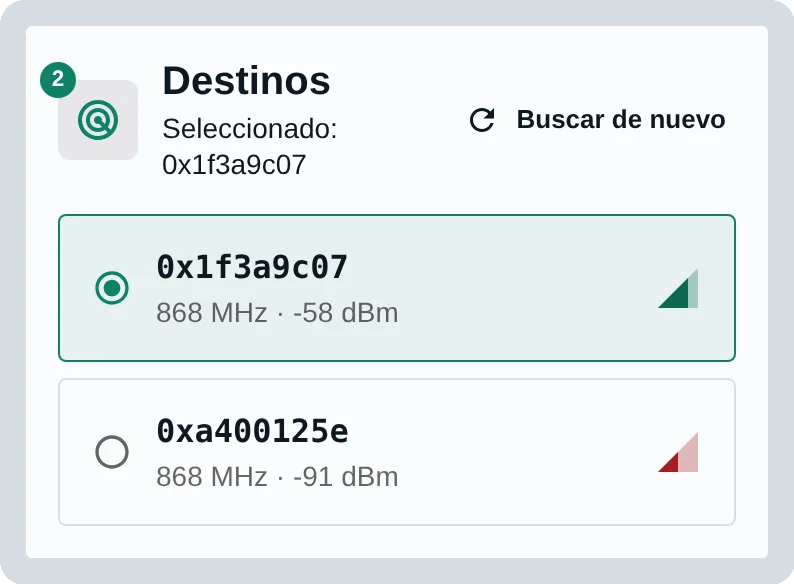 2
Destinos
Seleccionado:
0x1f3a9c07
Buscar de nuevo
0x1f3a9c07
868 MHz · -58 dBm
0xa400125e
868 MHz · -91 dBm